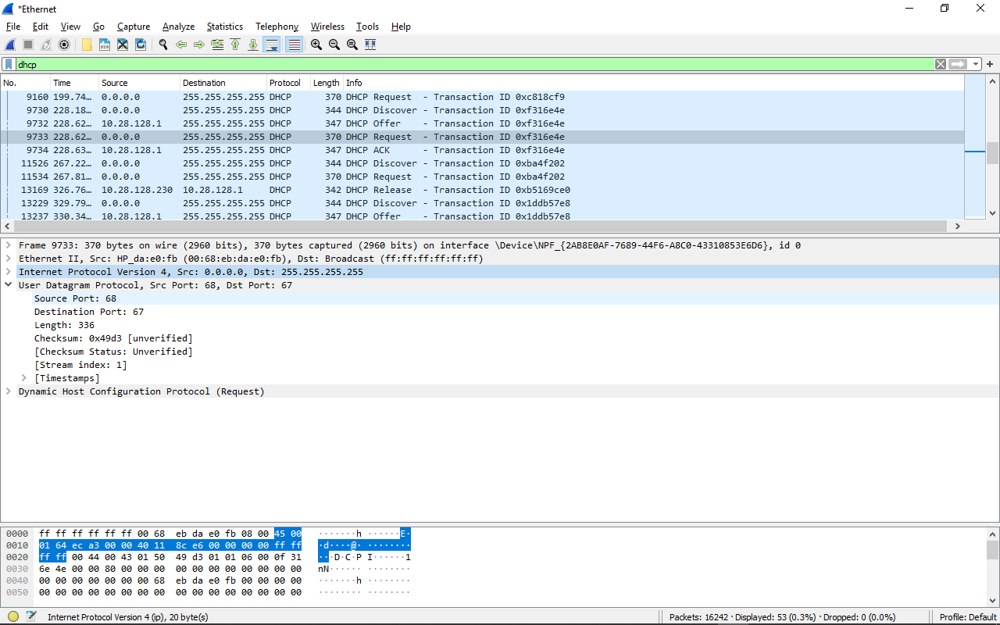 *Ethernet
File Edit View Go Capture Analyze Statistics Telephony Wireless Tools Help
dhcp
No. Time Source Destination Protocol Length Info
9160 199.74… 0.0.0.0 255.255.255.255 DHCP 370 DHCP Request - Transaction ID 0xc818cf9
9730 228.18… 0.0.0.0 255.255.255.255 DHCP 344 DHCP Discover - Transaction ID 0xf316e4e
9732 228.62… 10.28.128.1 255.255.255.255 DHCP 347 DHCP Offer - Transaction ID 0xf316e4e
9733 228.62… 0.0.0.0 255.255.255.255 DHCP 370 DHCP Request - Transaction ID 0xf316e4e
9734 228.63… 10.28.128.1 255.255.255.255 DHCP 347 DHCP ACK - Transaction ID 0xf316e4e
11526 267.22… 0.0.0.0 255.255.255.255 DHCP 344 DHCP Discover - Transaction ID 0xba4f202
11534 267.81… 0.0.0.0 255.255.255.255 DHCP 370 DHCP Request - Transaction ID 0xba4f202
13169 326.76… 10.28.128.230 10.28.128.1 DHCP 342 DHCP Release - Transaction ID 0xb5169ce0
13229 329.79… 0.0.0.0 255.255.255.255 DHCP 344 DHCP Discover - Transaction ID 0x1ddb57e8
13237 330.34… 10.28.128.1 255.255.255.255 DHCP 347 DHCP Offer - Transaction ID 0x1ddb57e8
Frame 9733: 370 bytes on wire (2960 bits), 370 bytes captured (2960 bits) on interface \Device\NPF_{2AB8E0AF-7689-44F6-A8C0-43310853E6D6}, id 0
Ethernet II, Src: HP_da:e0:fb (00:68:eb:da:e0:fb), Dst: Broadcast (ff:ff:ff:ff:ff:ff)
Internet Protocol Version 4, Src: 0.0.0.0, Dst: 255.255.255.255
User Datagram Protocol, Src Port: 68, Dst Port: 67
Source Port: 68
Destination Port: 67
Length: 336
Checksum: 0x49d3 [unverified]
[Checksum Status: Unverified]
[Stream index: 1]
[Timestamps]
Dynamic Host Configuration Protocol (Request)
0000 ff ff ff ff ff ff 00 68 eb da e0 fb 08 00 45 00 ·······h ······E·
0010 01 64 ec a3 00 00 40 11 8c e6 00 00 00 00 ff ff ·d····@· ········
0020 ff ff 00 44 00 43 01 50 49 d3 01 01 06 00 0f 31 ···D·C·P I······1
0030 6e 4e 00 00 80 00 00 00 00 00 00 00 00 00 00 00 nN······ ········
0040 00 00 00 00 00 00 00 68 eb da e0 fb 00 00 00 00 ·······h ········
0050 00 00 00 00 00 00 00 00 00 00 00 00 00 00 00 00 ········ ········
Internet Protocol Version 4 (ip), 20 byte(s) Packets: 16242 · Displayed: 53 (0.3%) · Dropped: 0 (0.0%) Profile: Default